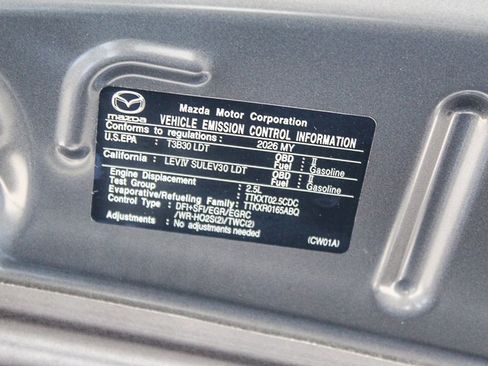 Mazda Motor Corporation
mazda VEHICLE EMISSION CONTROL INFORMATION
Conforms to regulations: 2026 MY
U.S.EPA : T3B30 LDT OBD : II
Fuel : Gasoline
California : LEVIV SULEV30 LDT OBD : II
Fuel : Gasoline
Engine Displacement : 2.5L
Test Group : TTKXT02.5CDC
Evaporative/Refueling Family: TTKXR0165ABQ
Control Type : DFI+SFI/EGR/EGRC
/WR-HO2S(2)/TWC(2)
Adjustments : No adjustments needed
(CW01A)